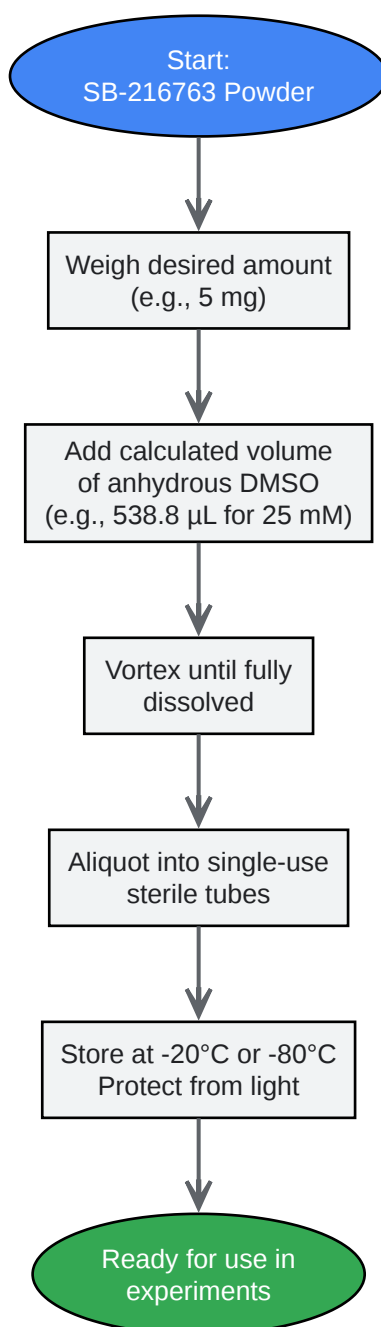 Start:
SB-216763 Powder
Weigh desired amount
(e.g., 5 mg)
Add calculated volume
of anhydrous DMSO
(e.g., 538.8 µL for 25 mM)
Vortex until fully
dissolved
Aliquot into single-use
sterile tubes
Store at -20°C or -80°C
Protect from light
Ready for use in
experiments